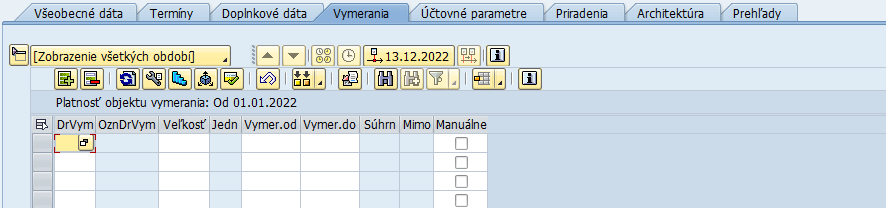 Všeobecné dáta Termíny Doplnkové dáta Vymerania Účtovné parametre Priradenia Architektúra Prehľady
[Zobrazenie všetkých období] 13.12.2022
Platnosť objektu vymerania: Od 01.01.2022
DrVym OznDrVym Veľkosť Jedn Vymer.od Vymer.do Súhrn Mimo Manuálne